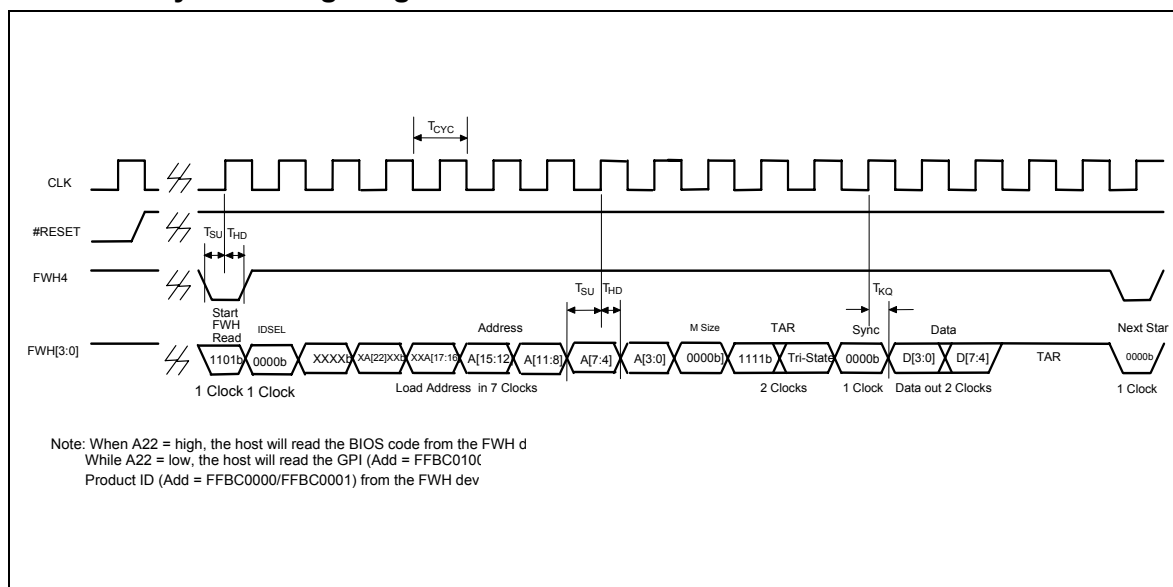 TCYC
CLK
#RESET
TSU THD
FWH4
TSU THD
TKQ
Start
FWH
Read
IDSEL
Address
M Size
TAR
Sync
Data
Next Star
FWH[3:0]
1101b
0000b
XXXXb
XA[22]XXb
XXA[17:16]
A[15:12]
A[11:8]
A[7:4]
A[3:0]
0000b]
1111b
Tri-State
0000b
D[3:0]
D[7:4]
TAR
0000b
1 Clock 1 Clock
Load Address in 7 Clocks
2 Clocks
1 Clock
Data out 2 Clocks
1 Clock
Note: When A22 = high, the host will read the BIOS code from the FWH d
While A22 = low, the host will read the GPI (Add = FFBC0100
Product ID (Add = FFBC0000/FFBC0001) from the FWH dev